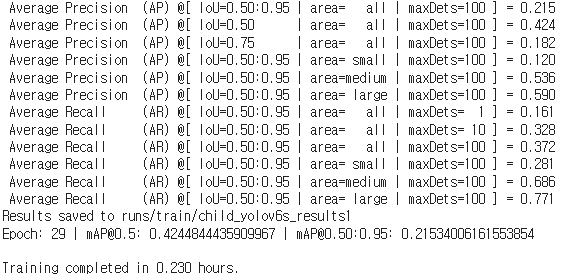 Average Precision  (AP) @[ IoU=0.50:0.95 | area=   all | maxDets=100 ] = 0.215
Average Precision  (AP) @[ IoU=0.50      | area=   all | maxDets=100 ] = 0.424
Average Precision  (AP) @[ IoU=0.75      | area=   all | maxDets=100 ] = 0.182
Average Precision  (AP) @[ IoU=0.50:0.95 | area= small | maxDets=100 ] = 0.120
Average Precision  (AP) @[ IoU=0.50:0.95 | area=medium | maxDets=100 ] = 0.536
Average Precision  (AP) @[ IoU=0.50:0.95 | area= large | maxDets=100 ] = 0.590
Average Recall     (AR) @[ IoU=0.50:0.95 | area=   all | maxDets=  1 ] = 0.161
Average Recall     (AR) @[ IoU=0.50:0.95 | area=   all | maxDets= 10 ] = 0.328
Average Recall     (AR) @[ IoU=0.50:0.95 | area=   all | maxDets=100 ] = 0.372
Average Recall     (AR) @[ IoU=0.50:0.95 | area= small | maxDets=100 ] = 0.281
Average Recall     (AR) @[ IoU=0.50:0.95 | area=medium | maxDets=100 ] = 0.686
Average Recall     (AR) @[ IoU=0.50:0.95 | area= large | maxDets=100 ] = 0.771
Results saved to runs/train/child_yolov6s_results1
Epoch: 29 | mAP@0.5: 0.4244844435909967 | mAP@0.50:0.95: 0.21534006161553854
Training completed in 0.230 hours.